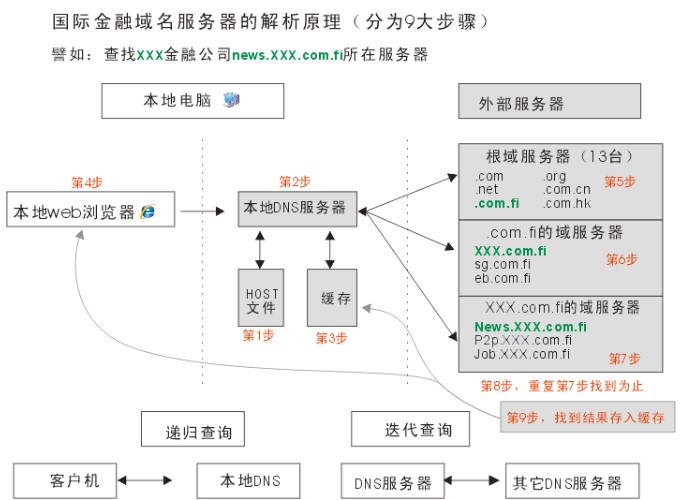 国际金融域名服务器的解析原理（分为9大步骤）
譬如：查找XXX金融公司news.XXX.com.fi所在服务器
本地电脑
外部服务器
第4步
本地web浏览器
第2步
本地DNS服务器
HOST
文件
第1步
缓存
第3步
根域服务器（13台）
.com .org
.net .com.cn
.com.fi .com.hk
第5步
.com.fi的域服务器
XXX.com.fi
sg.com.fi
eb.com.fi
第6步
XXX.com.fi的域服务器
News.XXX.com.fi
P2p.XXX.com.fi
Job.XXX.com.fi
第7步
第8步，重复第7步找到为止
第9步，找到结果存入缓存
递归查询
迭代查询
客户机
本地DNS
DNS服务器
其它DNS服务器